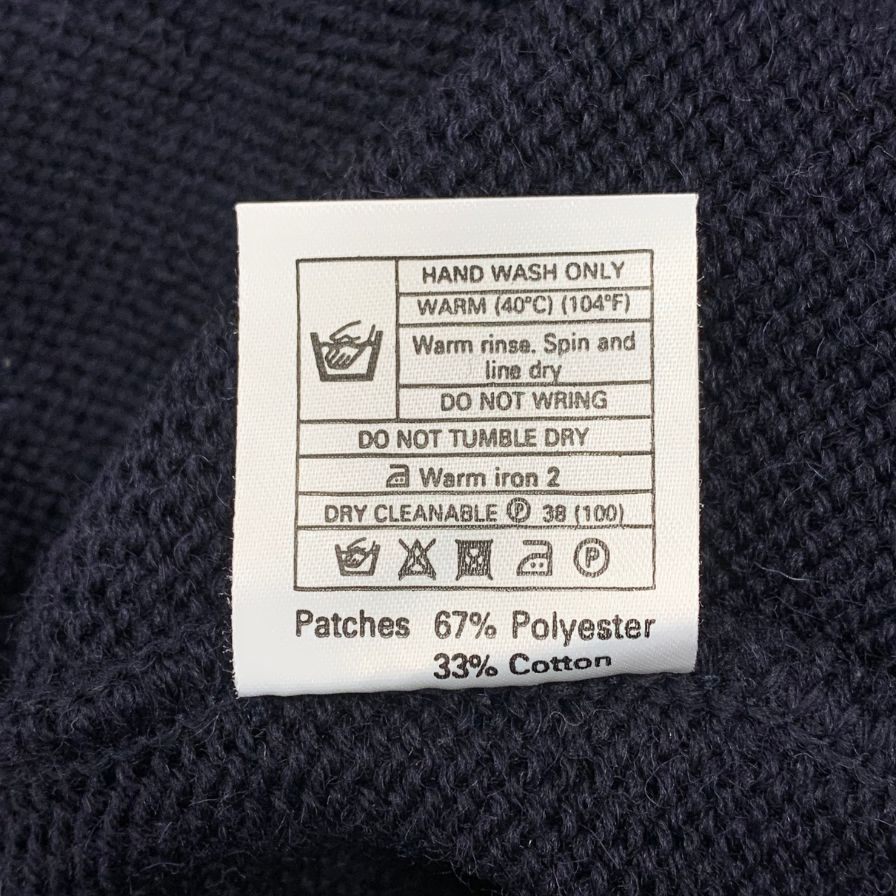 HAND WASH ONLY
WARM (40°C) (104°F)
Warm rinse. Spin and
line dry
DO NOT WRING
DO NOT TUMBLE DRY
Warm iron 2
DRY CLEANABLE Ⓟ 38 (100)
Ⓟ
Patches 67% Polyester
33% Cotton